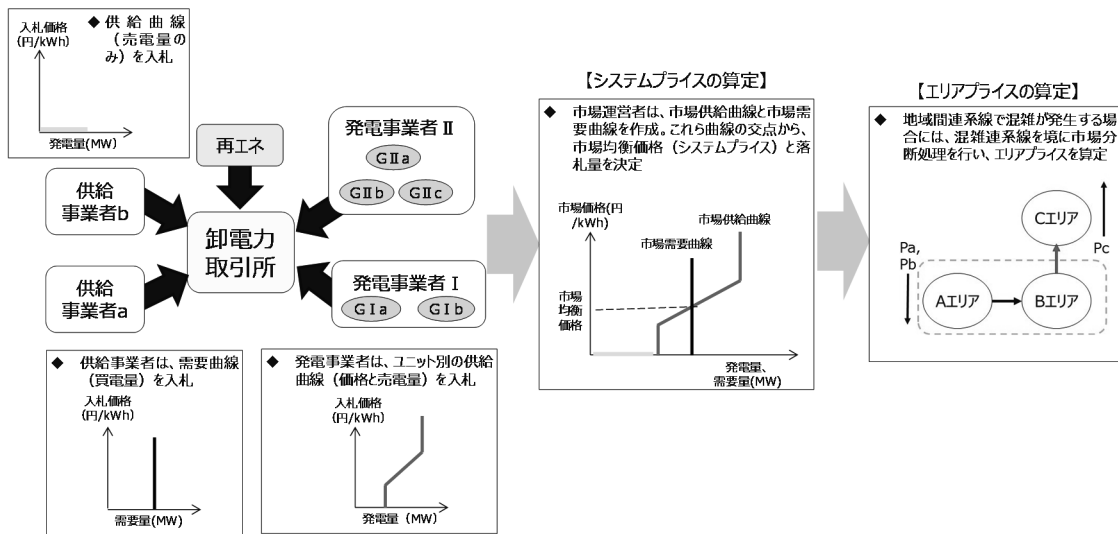 入札価格
(円/kWh)
◆ 供給曲線
（売電量の
み）を入札
発電量(MW)
再エネ
発電事業者Ⅱ
GⅡa
GⅡb
GⅡc
供給
事業者b
卸電力
取引所
供給
事業者a
発電事業者Ⅰ
GⅠa
GⅠb
◆ 供給事業者は、需要曲線
（買電量）を入札
入札価格
(円/kWh)
需要量(MW)
◆ 発電事業者は、ユニット別の供給
曲線（価格と売電量）を入札
入札価格
(円/kWh)
発電量（MW）
【システムプライスの算定】
◆ 市場運営者は、市場供給曲線と市場需
要曲線を作成。これら曲線の交点から、
市場均衡価格（システムプライス）と落
札量を決定
市場価格(円
/kWh)
市場供給曲線
市場需要曲線
市場
均衡
価格
発電量、
需要量(MW)
【エリアプライスの算定】
◆ 地域間連系線で混雑が発生する場
合には、混雑連系線を境に市場分
断処理を行い、エリアプライスを算定
Cエリア
Pc
Pa,
Pb
Aエリア
Bエリア